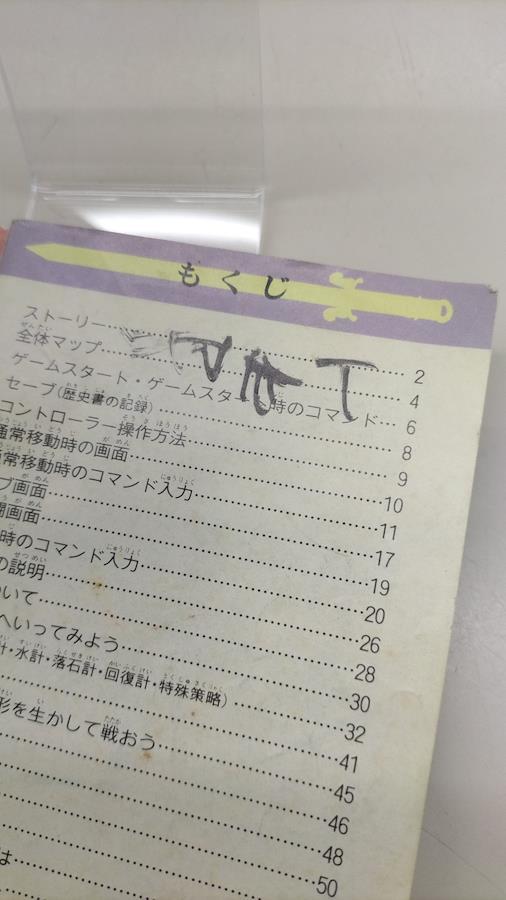 もくじ
ストーリー……2
全体マップ……4
ゲームスタート・ゲームスタート時のコマンド…6
セーブ(歴史書の記録)……8
コントローラー操作方法……9
通常移動時の画面……10
通常移動時のコマンド入力……11
ブ画面……17
闘画面……19
時のコマンド入力……20
の説明……26
いて……28
へいってみよう……30
計・水計・落石計・回復計・特殊策略)……32
……41
形を生かして戦おう……45
……46
……48
は……50